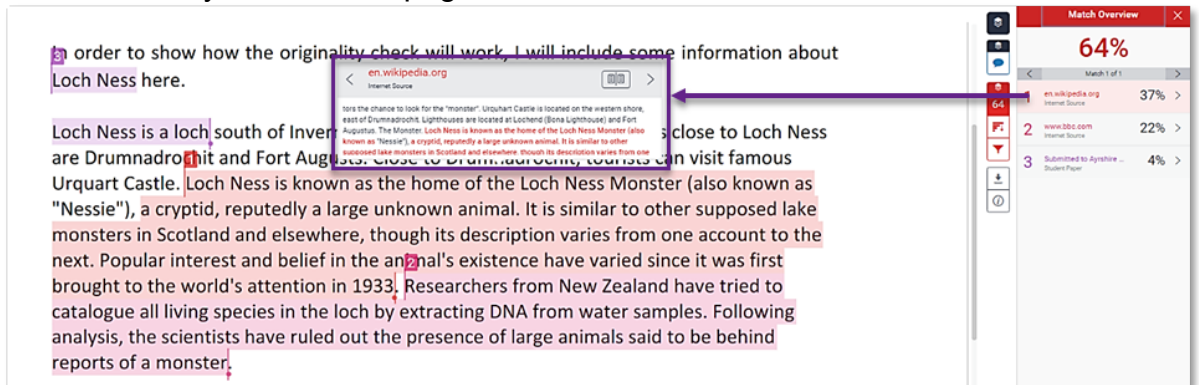 In order to show how the originality check will work, I will include some information about
Loch Ness here.
Loch Ness is a loch south of Inver
s close to Loch Ness
are Drumnadrochit and Fort Augusts. Close to Drumnadrochit, tourists can visit famous
Urquart Castle. Loch Ness is known as the home of the Loch Ness Monster (also known as
"Nessie"), a cryptid, reputedly a large unknown animal. It is similar to other supposed lake
monsters in Scotland and elsewhere, though its description varies from one account to the
next. Popular interest and belief in the animal's existence have varied since it was first
brought to the world's attention in 1933. Researchers from New Zealand have tried to
catalogue all living species in the loch by extracting DNA from water samples. Following
analysis, the scientists have ruled out the presence of large animals said to be behind
reports of a monster.
3
1
2
en.wikipedia.org
Internet Source
tors the chance to look for the "monster". Urquhart Castle is located on the western shore,
east of Drumnadrochit. Lighthouses are located at Lochend (Bona Lighthouse) and Fort
Augustus. The Monster. Loch Ness is known as the home of the Loch Ness Monster (also
known as "Nessie"), a cryptid, reputedly a large unknown animal. It is similar to other
supposed lake monsters in Scotland and elsewhere, though its description varies from one
64
Match Overview
64%
Match 1 of 1
1 en.wikipedia.org 37%
Internet Source
2 www.bbc.com 22%
Internet Source
3 Submitted to Ayrshire ... 4%
Student Paper